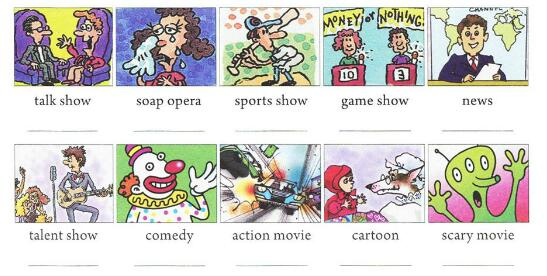 MONEY or NOTHING!
CHANNEL
10
3
talk show
soap opera
sports show
game show
news
talent show
comedy
action movie
cartoon
scary movie